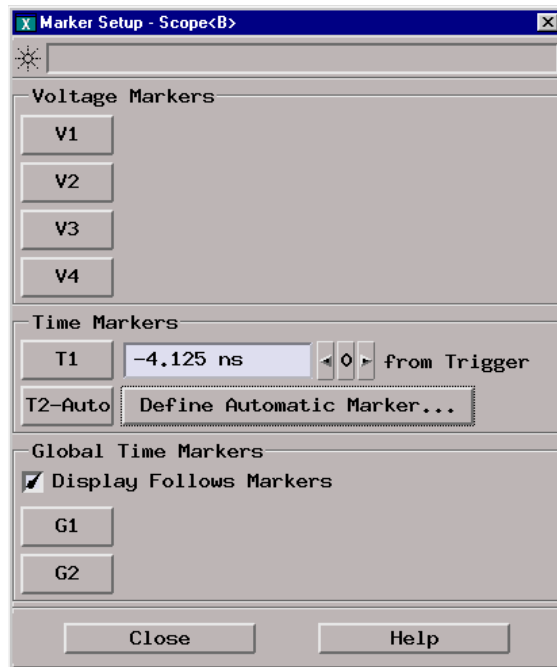 Marker Setup - Scope<B>
Voltage Markers
V1
V2
V3
V4
Time Markers
T1 -4.125 ns 0 from Trigger
T2-Auto Define Automatic Marker...
Global Time Markers
Display Follows Markers
G1
G2
Close Help